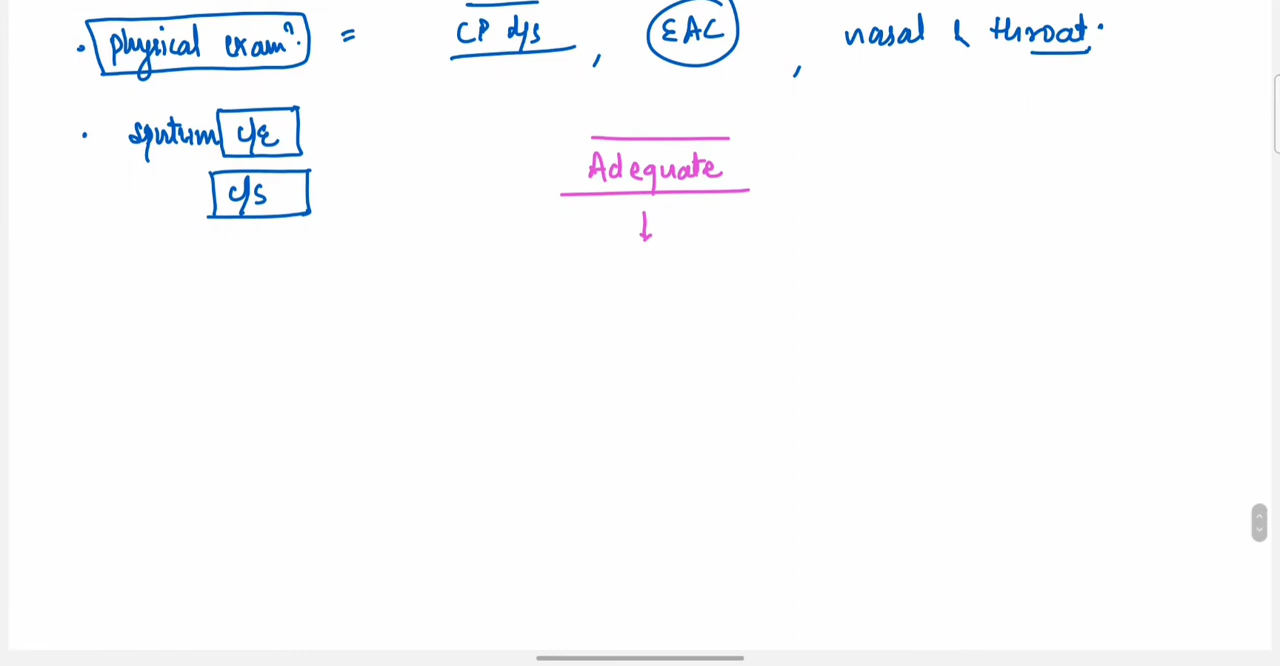 . physical exam? = CP d/s , EAC , nasal & throat.
. sputum c/E
c/s
Adequate
↓